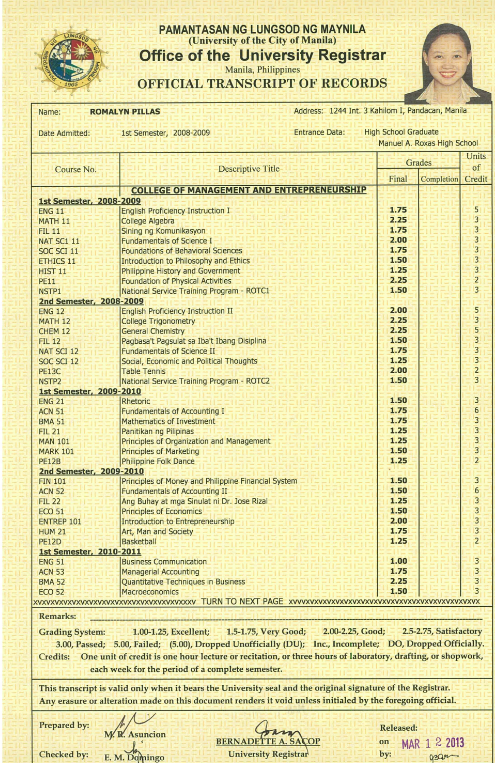 PAMANTASAN NG LUNGSOD NG MAYNILA
(University of the City of Manila)
Office of the University Registrar
Manila, Philippines
OFFICIAL TRANSCRIPT OF RECORDS
Name: ROMALYN PILLAS Address: 1244 Int. 3 Kahilom I, Pandacan, Manila
Date Admitted: 1st Semester, 2008-2009 Entrance Data: High School Graduate
Manuel A. Roxas High School
Course No. Descriptive Title Grades Final Completion Units of Credit
COLLEGE OF MANAGEMENT AND ENTREPRENEURSHIP
1st Semester, 2008-2009
ENG 11 English Proficiency Instruction I 1.75 5
MATH 11 College Algebra 2.25 3
FIL 11 Sining ng Komunikasyon 1.75 3
NAT SC1 11 Fundamentals of Science I 2.00 3
SOC SCI 11 Foundations of Behavioral Sciences 1.75 3
ETHICS 11 Introduction to Philosophy and Ethics 1.50 3
HIST 11 Philippine History and Government 1.25 3
PE11 Foundation of Physical Activities 2.25 2
NSTP1 National Service Training Program - ROTC1 1.50 3
2nd Semester, 2008-2009
ENG 12 English Proficiency Instruction II 2.00 5
MATH 12 College Trigonometry 2.25 3
CHEM 12 General Chemistry 2.25 5
FIL 12 Pagbasa't Pagsulat sa Iba't Ibang Disiplina 1.50 3
NAT SCI 12 Fundamentals of Science II 1.75 3
SOC SCI 12 Social, Economic and Political Thoughts 1.25 3
PE13C Table Tennis 2.00 2
NSTP2 National Service Training Program - ROTC2 1.50 3
1st Semester, 2009-2010
ENG 21 Rhetoric 1.50 3
ACN 51 Fundamentals of Accounting I 1.75 6
BMA 51 Mathematics of Investment 1.75 3
FIL 21 Panitikan ng Pilipinas 1.25 3
MAN 101 Principles of Organization and Management 1.25 3
MARK 101 Principles of Marketing 1.50 3
PE12B Philippine Folk Dance 1.25 2
2nd Semester, 2009-2010
FIN 101 Principles of Money and Philippine Financial System 1.50 3
ACN 52 Fundamentals of Accounting II 1.50 6
FIL 22 Ang Buhay at mga Sinulat ni Dr. Jose Rizal 1.25 3
ECO 51 Principles of Economics 1.50 3
ENTREP 101 Introduction to Entrepreneurship 2.00 3
HUM 21 Art, Man and Society 1.75 3
PE12D Basketball 1.25 2
1st Semester, 2010-2011
ENG 51 Business Communication 1.00 3
ACN 53 Managerial Accounting 1.75 3
BMA 52 Quantitative Techniques in Business 2.25 3
ECO 52 Macroeconomics 1.50 3
TURN TO NEXT PAGE
Remarks:
Grading System: 1.00-1.25, Excellent; 1.5-1.75, Very Good; 2.00-2.25, Good; 2.5-2.75, Satisfactory
3.00, Passed; 5.00, Failed; (5.00), Dropped Unofficially (DU); Inc., Incomplete; DO, Dropped Officially.
Credits: One unit of credit is one hour lecture or recitation, or three hours of laboratory, drafting, or shopwork,
each week for the period of a complete semester.
This transcript is valid only when it bears the University seal and the original signature of the Registrar.
Any erasure or alteration made on this document renders it void unless initialed by the foregoing official.
Prepared by: M. R. Asuncion
Checked by: E. M. Domingo
BERNADETTE A. SACOP
University Registrar
Released:
on MAR 12 2013
by: